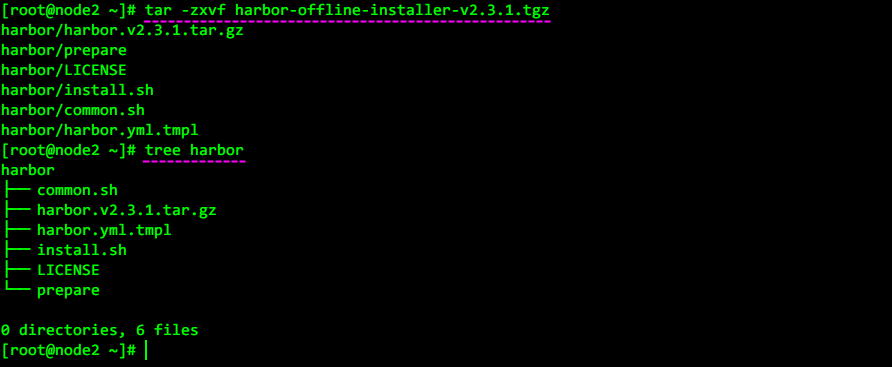 [root@node2 ~]# tar -zxvf harbor-offline-installer-v2.3.1.tgz
harbor/harbor.v2.3.1.tar.gz
harbor/prepare
harbor/LICENSE
harbor/install.sh
harbor/common.sh
harbor/harbor.yml.tmpl
[root@node2 ~]# tree harbor
harbor
├── common.sh
├── harbor.v2.3.1.tar.gz
├── harbor.yml.tmpl
├── install.sh
├── LICENSE
└── prepare
0 directories, 6 files
[root@node2 ~]#